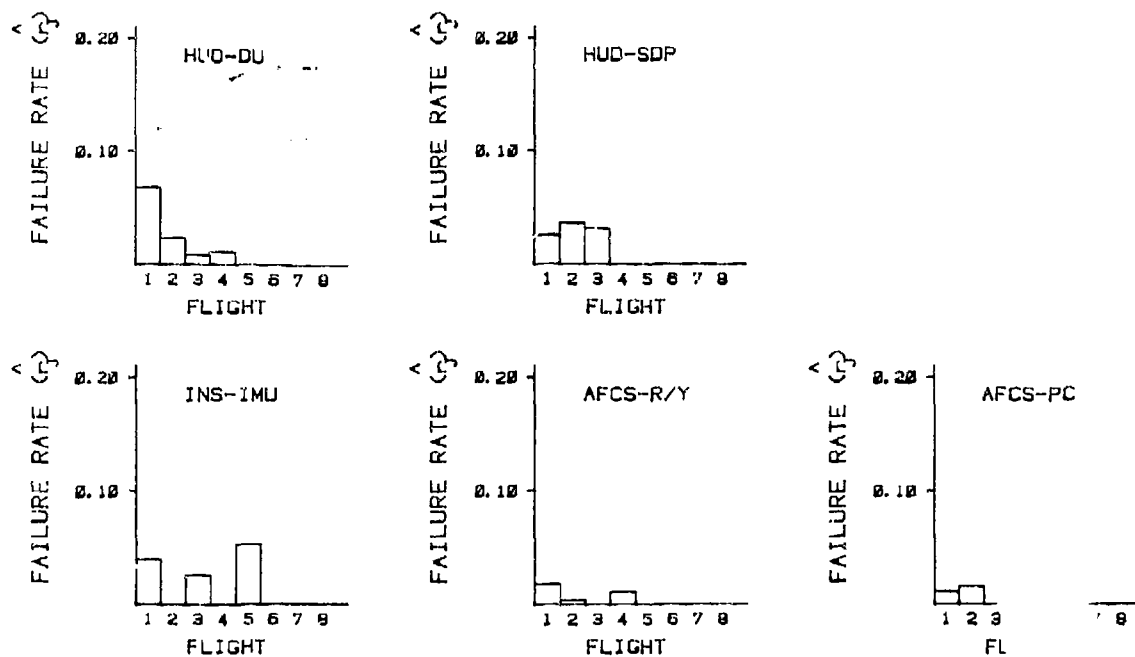 FAILURE RATE
0.20
HUD-DU
0.10
1 2 3 4 5 6 7 8
FLIGHT
FAILURE RATE
0.20
HUD-SDP
0.10
1 2 3 4 5 6 7 8
FLIGHT
FAILURE RATE
0.20
INS-IMU
0.10
1 2 3 4 5 6 7 8
FLIGHT
FAILURE RATE
0.20
AFCS-R/Y
0.10
1 2 3 4 5 6 7 8
FLIGHT
FAILURE RATE
0.20
AFCS-PC
0.10
1 2 3 8
FL